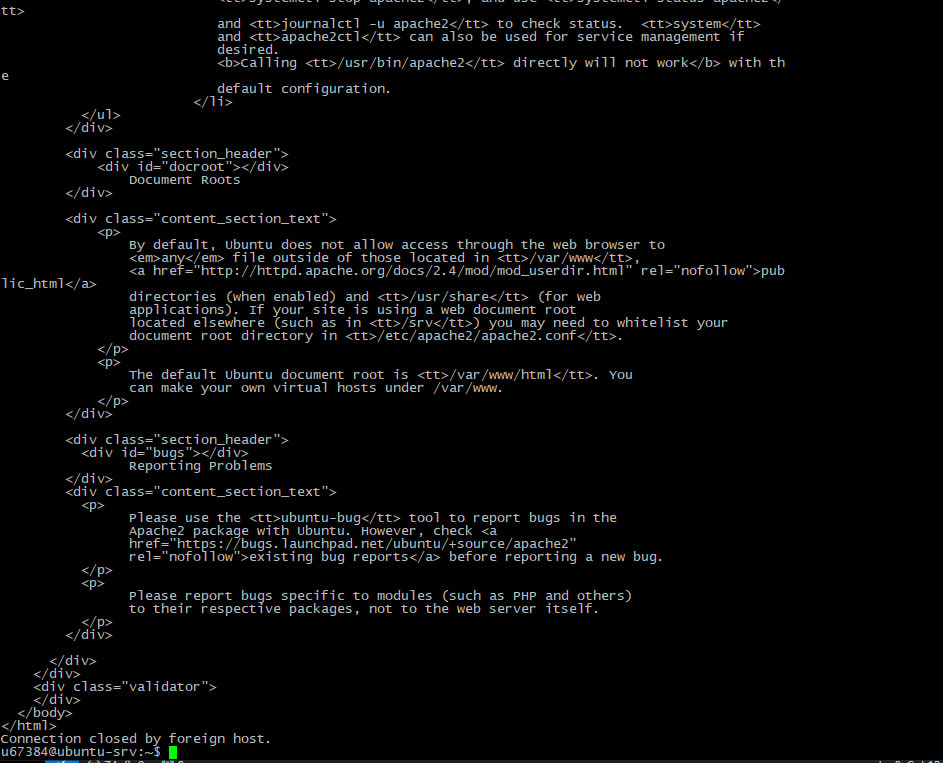 tt>
and <tt>journalctl -u apache2</tt> to check status.  <tt>system</tt>
and <tt>apache2ctl</tt> can also be used for service management if
desired.
<b>Calling <tt>/usr/bin/apache2</tt> directly will not work</b> with th
e
default configuration.
</li>
</ul>
</div>
<div class="section_header">
<div id="docroot"></div>
Document Roots
</div>
<div class="content_section_text">
<p>
By default, Ubuntu does not allow access through the web browser to
<em>any</em> file outside of those located in <tt>/var/www</tt>,
<a href="http://httpd.apache.org/docs/2.4/mod/mod_userdir.html" rel="nofollow">pub
lic_html</a>
directories (when enabled) and <tt>/usr/share</tt> (for web
applications). If your site is using a web document root
located elsewhere (such as in <tt>/srv</tt>) you may need to whitelist your
document root directory in <tt>/etc/apache2/apache2.conf</tt>.
</p>
<p>
The default Ubuntu document root is <tt>/var/www/html</tt>. You
can make your own virtual hosts under /var/www.
</p>
</div>
<div class="section_header">
<div id="bugs"></div>
Reporting Problems
</div>
<div class="content_section_text">
<p>
Please use the <tt>ubuntu-bug</tt> tool to report bugs in the
Apache2 package with Ubuntu. However, check <a
href="https://bugs.launchpad.net/ubuntu/+source/apache2"
rel="nofollow">existing bug reports</a> before reporting a new bug.
</p>
<p>
Please report bugs specific to modules (such as PHP and others)
to their respective packages, not to the web server itself.
</p>
</div>
</div>
</div>
<div class="validator">
</div>
</body>
</html>
Connection closed by foreign host.
u67384@ubuntu-srv:~$